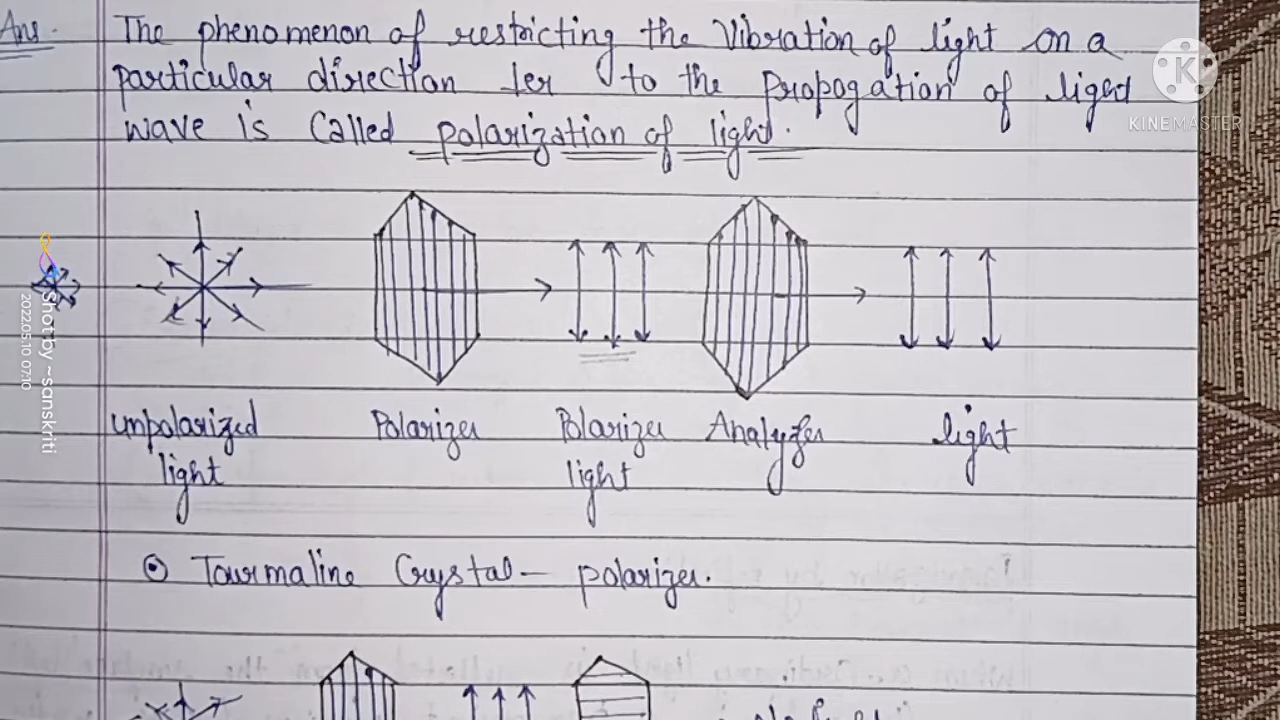 Ans.
The phenomenon of restricting the Vibration of light on a
particular direction ⊥er to the propogation of liget
wave is Called polarization of light.
K
KINEMASTER
unpolarized light
Polarizer
Polarizer light
Analyzer
light
Tourmaline Crystal - polarizer.
Shot by ~sanskriti
2022.05.10 07:10